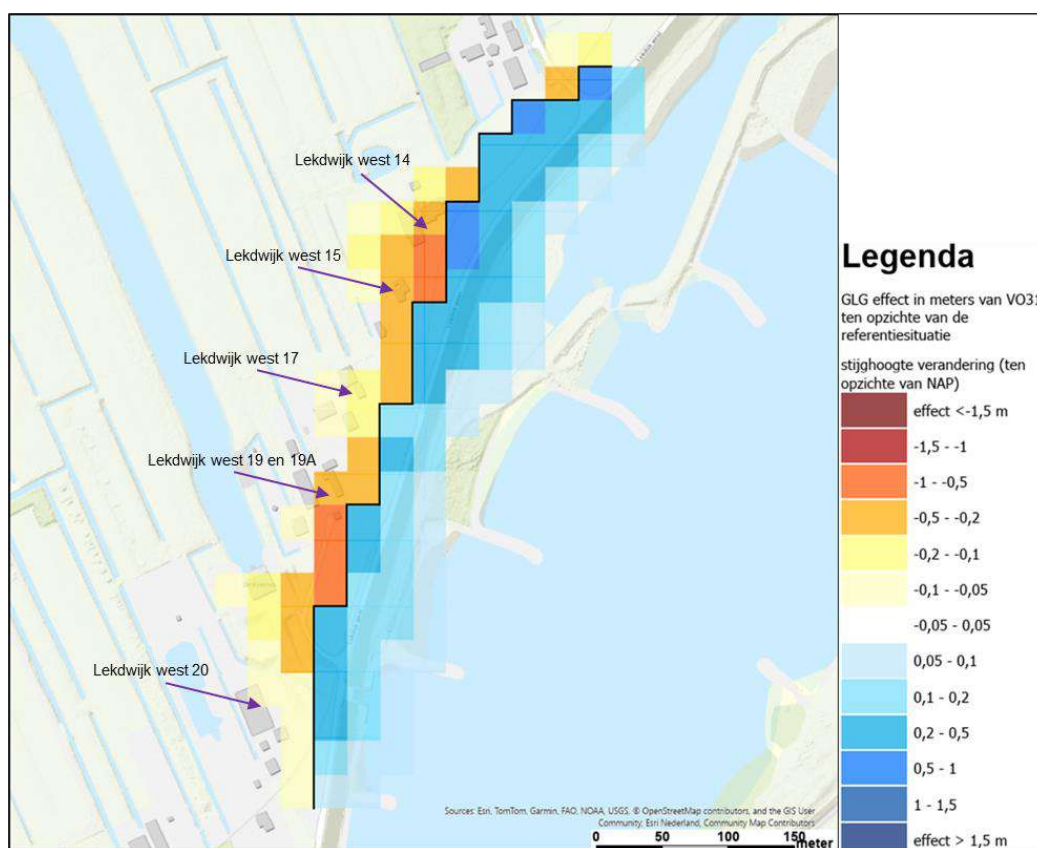 Lekdwijk west 14
Lekdwijk west 15
Lekdwijk west 17
Lekdwijk west 19 en 19A
Lekdwijk west 20
Sources: Esri, TomTom, Garmin, FAO, NOAA, USGS, © OpenStreetMap contributors, and the GIS User
Community, Esri Nederland, Community Map Contributors
0 50 100 150
meter
Legenda
GLG effect in meters van VO31
ten opzichte van de
referentiesituatie
stijghoogte verandering (ten
opzichte van NAP)
effect <-1,5 m
-1,5 - -1
-1 - -0,5
-0,5 - -0,2
-0,2 - -0,1
-0,1 - -0,05
-0,05 - 0,05
0,05 - 0,1
0,1 - 0,2
0,2 - 0,5
0,5 - 1
1 - 1,5
effect > 1,5 m